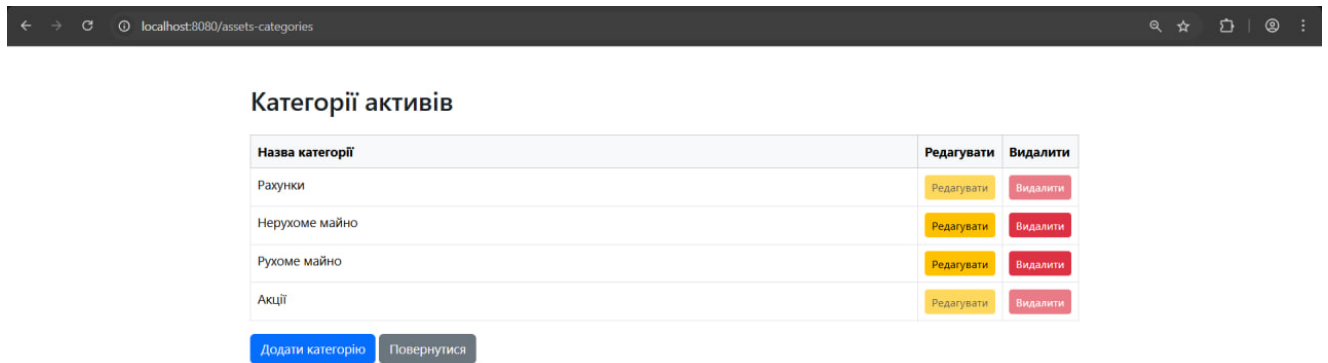 localhost:8080/assets-categories
Категорії активів
Назва категорії Редагувати Видалити
Рахунки Редагувати Видалити
Нерухоме майно Редагувати Видалити
Рухоме майно Редагувати Видалити
Акції Редагувати Видалити
Додати категорію Повернутися